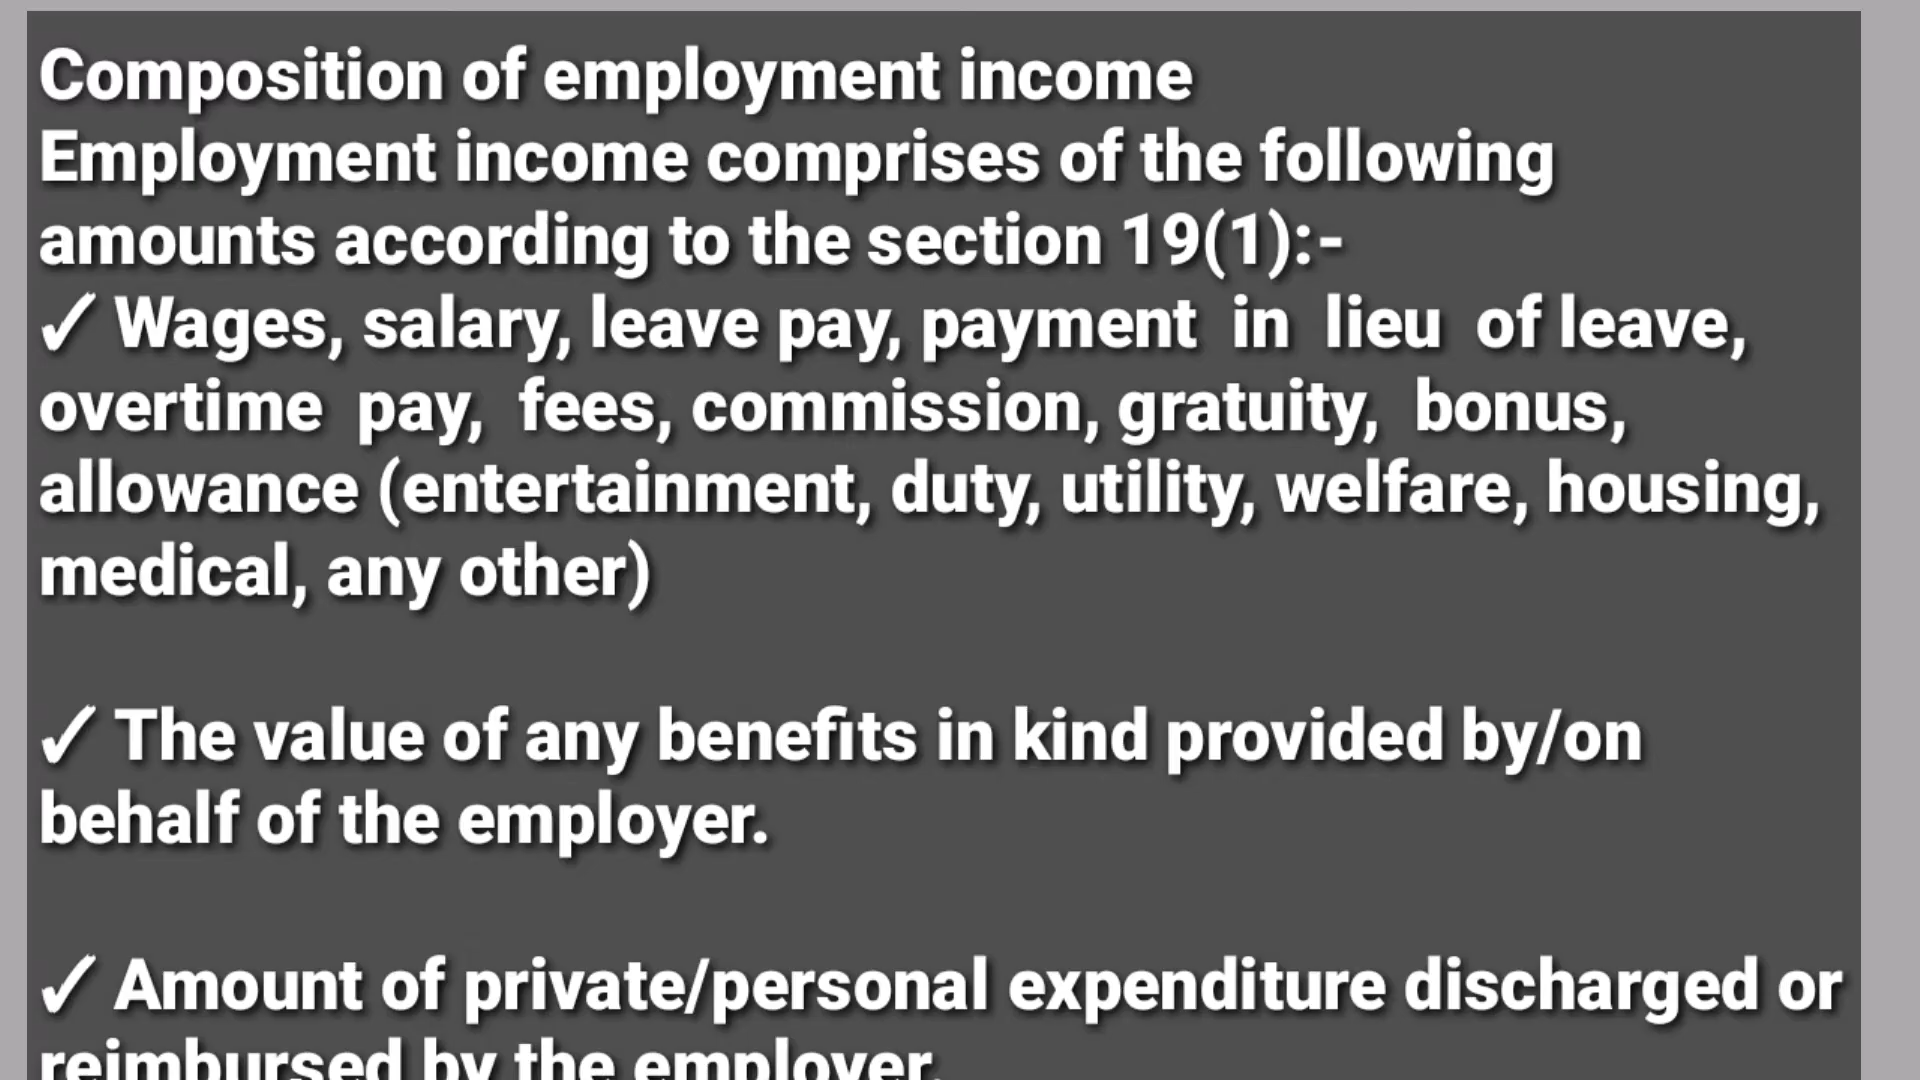 Composition of employment income
Employment income comprises of the following
amounts according to the section 19(1):-
✓ Wages, salary, leave pay, payment in lieu of leave,
overtime pay, fees, commission, gratuity, bonus,
allowance (entertainment, duty, utility, welfare, housing,
medical, any other)
✓ The value of any benefits in kind provided by/on
behalf of the employer.
✓ Amount of private/personal expenditure discharged or
reimbursed by the employer.